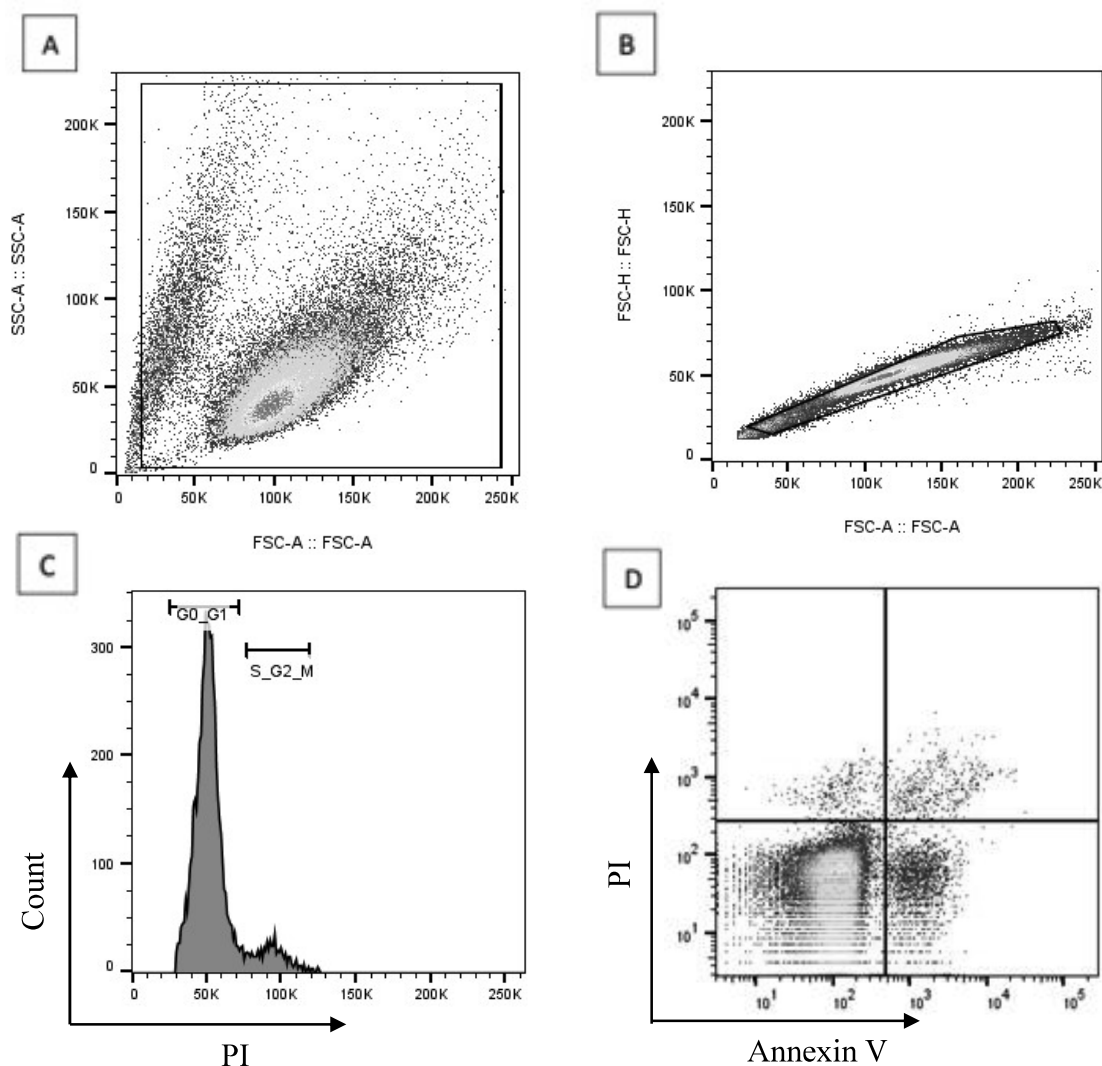 A
200K
150K
100K
50K
0
SSC-A :: SSC-A
0 50K 100K 150K 200K 250K
FSC-A :: FSC-A
B
200K
150K
100K
50K
0
FSC-H :: FSC-H
0 50K 100K 150K 200K 250K
FSC-A :: FSC-A
C
G0_G1
S_G2_M
300
200
100
0
Count
0 50K 100K 150K 200K 250K
PI
D
10^5
10^4
10^3
10^2
10^1
PI
10^1 10^2 10^3 10^4 10^5
Annexin V